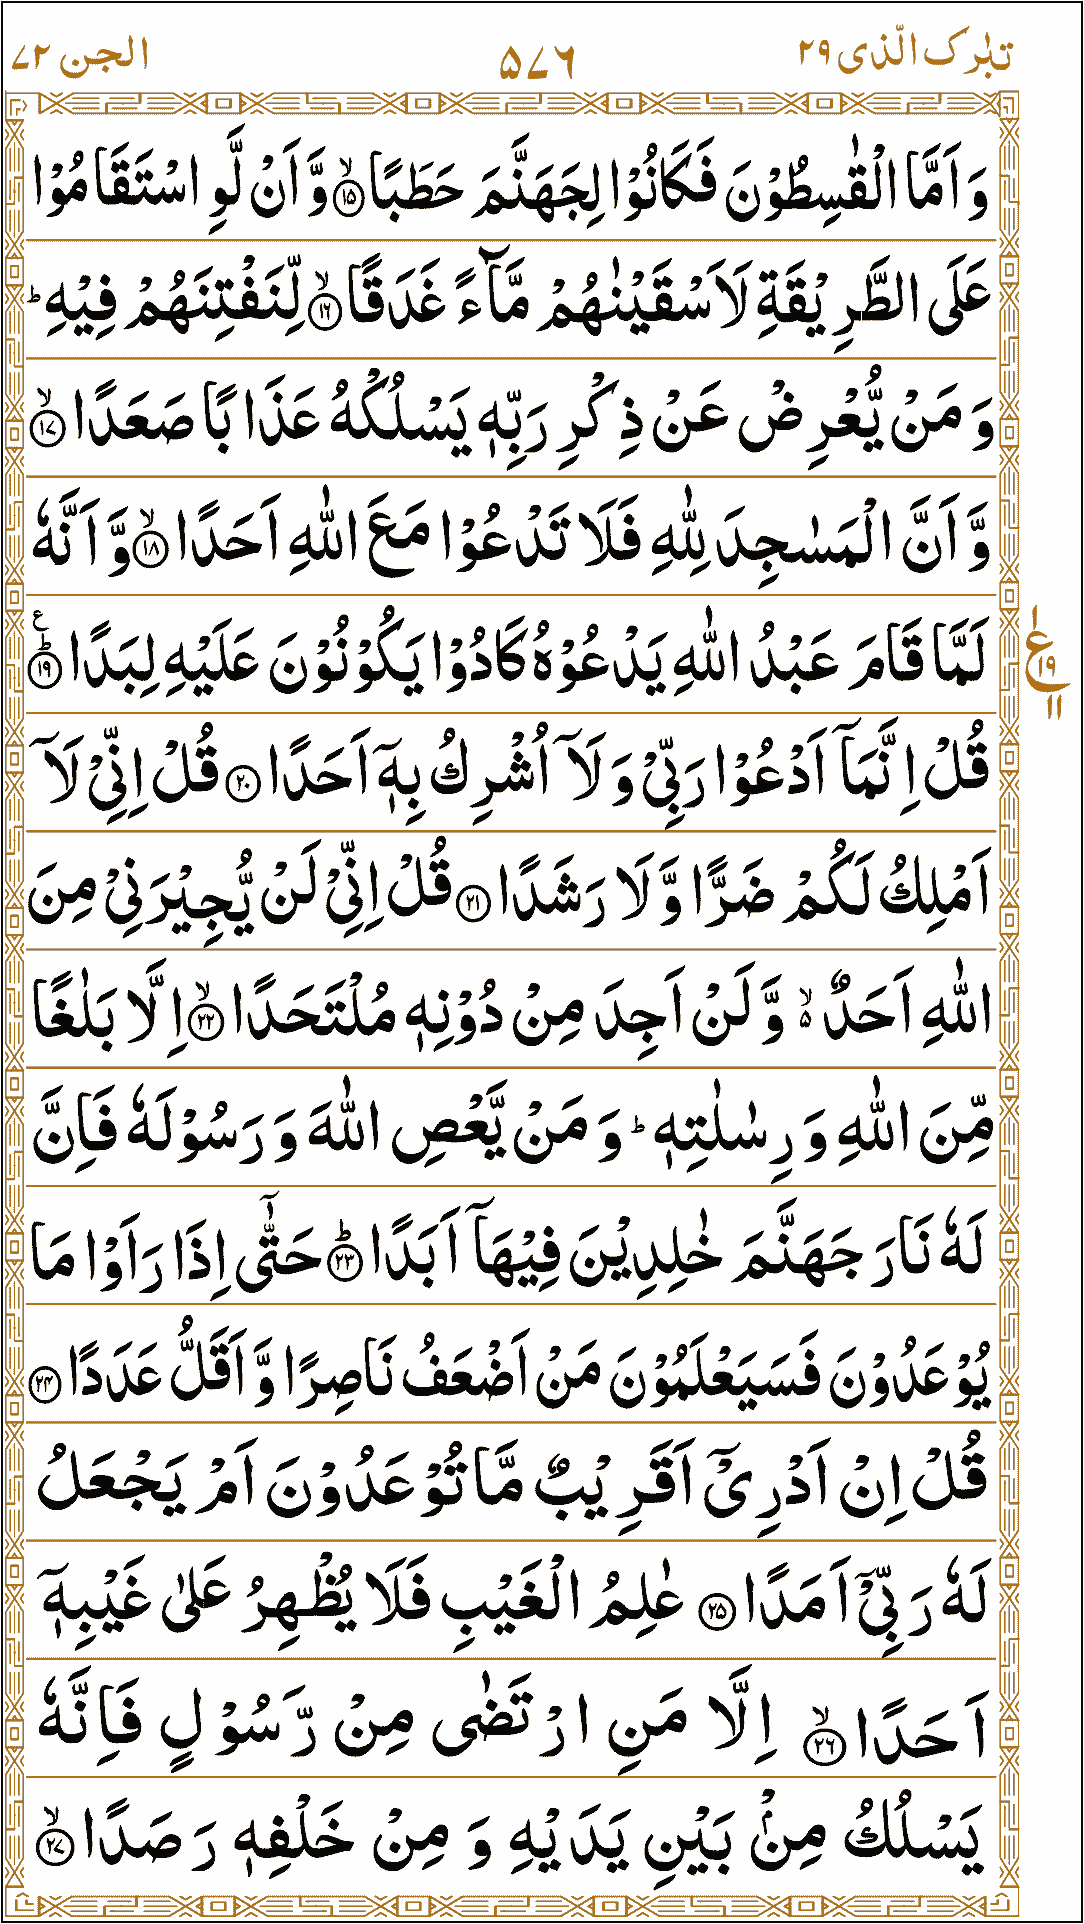 تبٰرک الّذی ۲۹
۵۷۶
الجن ۷۲
وَ اَمَّا الْقٰسِطُوْنَ فَكَانُوْا لِجَهَنَّمَ حَطَبًا ۙ‏﴿۱۵﴾ وَّ اَنْ لَّوِ اسْتَقَامُوْا
عَلَى الطَّرِيْقَةِ لَاَسْقَيْنٰهُمْ مَّآءً غَدَقًا ۙ‏﴿۱۶﴾ لِّنَفْتِنَهُمْ فِيْهِ ؕ
وَ مَنْ يُّعْرِضْ عَنْ ذِكْرِ رَبِّهٖ يَسْلُكْهُ عَذَابًا صَعَدًا ۙ‏﴿۱۷﴾
وَّ اَنَّ الْمَسٰجِدَ لِلّٰهِ فَلَا تَدْعُوْا مَعَ اللّٰهِ اَحَدًا ۙ‏﴿۱۸﴾ وَّ اَنَّهٗ
لَمَّا قَامَ عَبْدُ اللّٰهِ يَدْعُوْهُ كَادُوْا يَكُوْنُوْنَ عَلَيْهِ لِبَدًا ؕ‏﴿۱۹﴾ ع
ع ۱ ۱۹ ۱۱
قُلْ اِنَّمَاۤ اَدْعُوْا رَبِّيْ وَ لَاۤ اُشْرِكُ بِهٖۤ اَحَدًا ﴿۲۰﴾ قُلْ اِنِّيْ لَاۤ
اَمْلِكُ لَكُمْ ضَرًّا وَّ لَا رَشَدًا ﴿۲۱﴾ قُلْ اِنِّيْ لَنْ يُّجِيْرَنِيْ مِنَ
اللّٰهِ اَحَدٌ ۙ۵ وَّ لَنْ اَجِدَ مِنْ دُوْنِهٖ مُلْتَحَدًا ۙ‏﴿۲۲﴾ اِلَّا بَلٰغًا
مِّنَ اللّٰهِ وَ رِسٰلٰتِهٖ ؕ وَ مَنْ يَّعْصِ اللّٰهَ وَ رَسُوْلَهٗ فَاِنَّ
لَهٗ نَارَ جَهَنَّمَ خٰلِدِيْنَ فِيْهَاۤ اَبَدًا ؕ‏﴿۲۳﴾ حَتّٰۤى اِذَا رَاَوْا مَا
يُوْعَدُوْنَ فَسَيَعْلَمُوْنَ مَنْ اَضْعَفُ نَاصِرًا وَّ اَقَلُّ عَدَدًا ﴿۲۴﴾
قُلْ اِنْ اَدْرِيْۤ اَقَرِيْبٌ مَّا تُوْعَدُوْنَ اَمْ يَجْعَلُ
لَهٗ رَبِّيْۤ اَمَدًا ﴿۲۵﴾ عٰلِمُ الْغَيْبِ فَلَا يُظْهِرُ عَلٰى غَيْبِهٖۤ
اَحَدًا ۙ‏﴿۲۶﴾ اِلَّا مَنِ ارْتَضٰى مِنْ رَّسُوْلٍ فَاِنَّهٗ
يَسْلُكُ مِنْۢ بَيْنِ يَدَيْهِ وَ مِنْ خَلْفِهٖ رَصَدًا ۙ‏﴿۲۷﴾